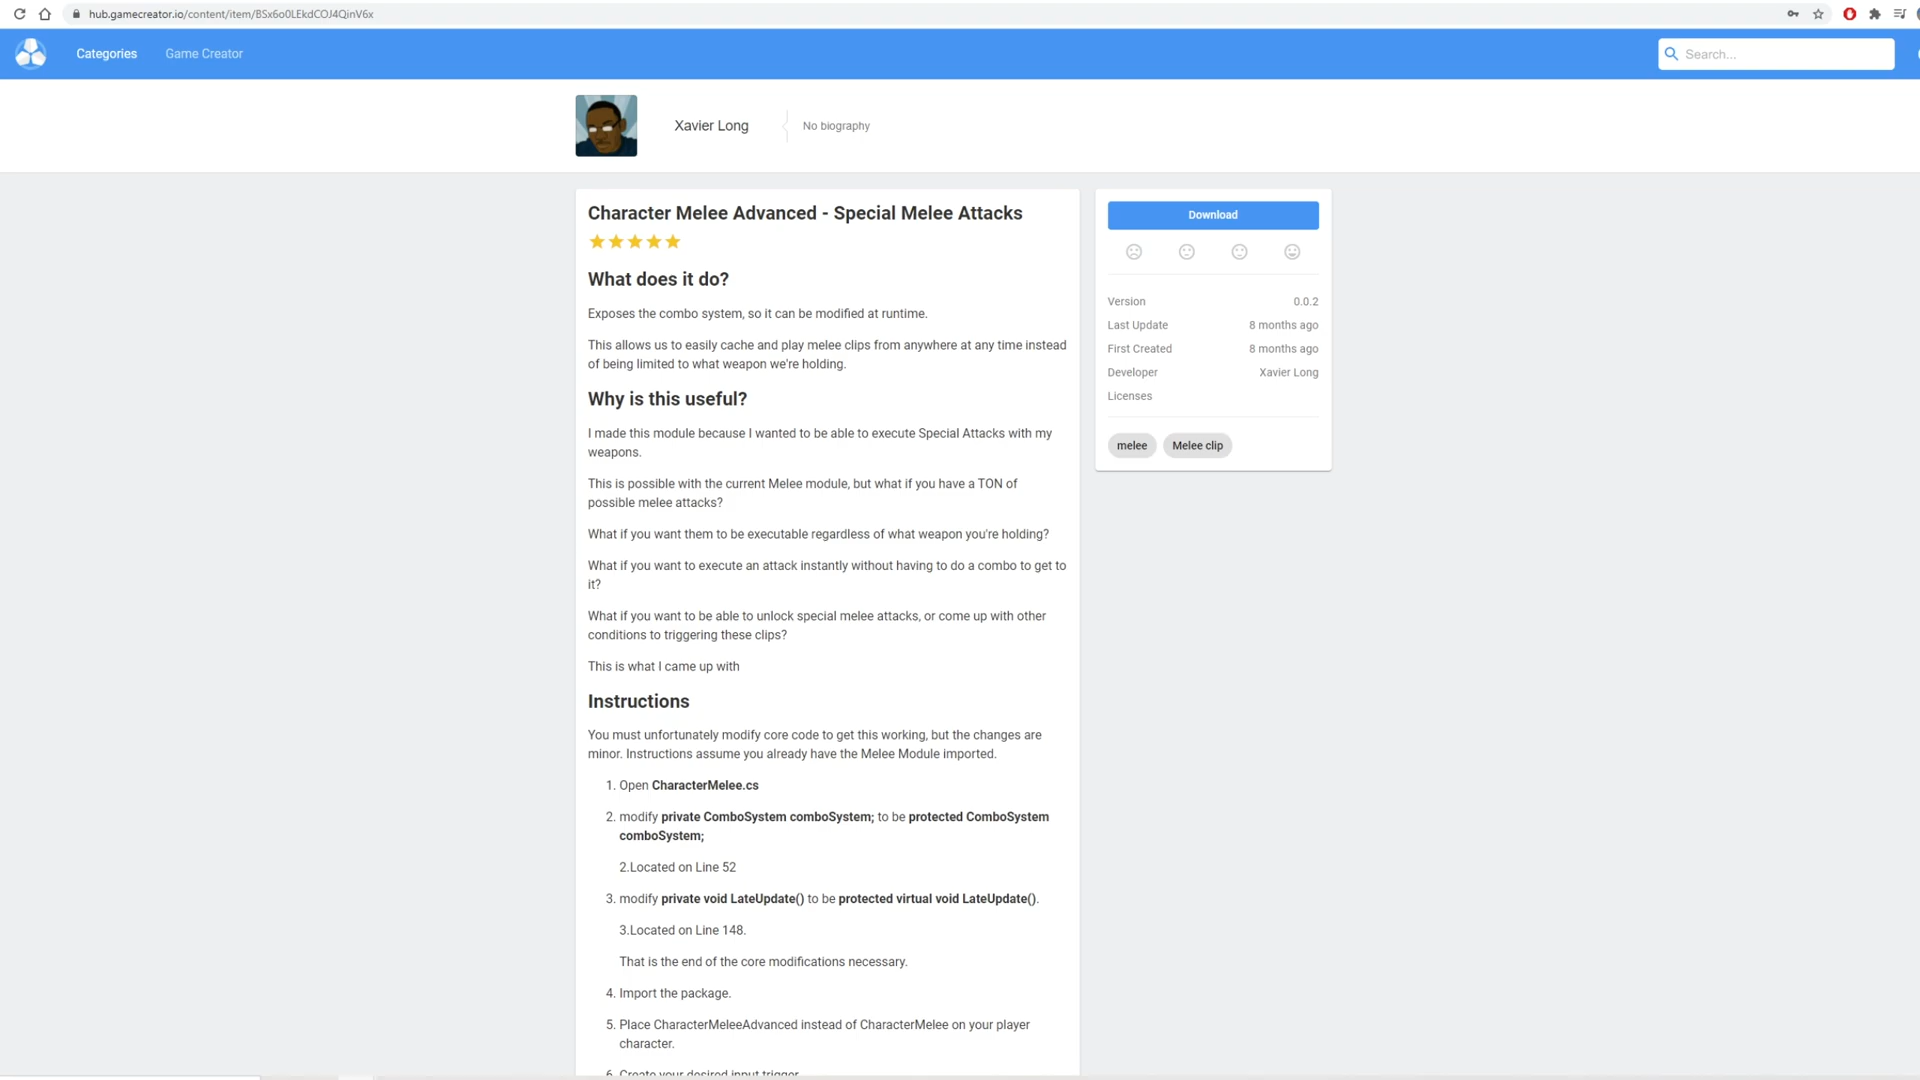 hub.gamecreator.io/content/item/BSx6o0LEkdCOJ4QinV6x
Categories
Game Creator
Search...
Xavier Long
No biography
Character Melee Advanced - Special Melee Attacks
What does it do?
Exposes the combo system, so it can be modified at runtime.
This allows us to easily cache and play melee clips from anywhere at any time instead
of being limited to what weapon we're holding.
Why is this useful?
I made this module because I wanted to be able to execute Special Attacks with my
weapons.
This is possible with the current Melee module, but what if you have a TON of
possible melee attacks?
What if you want them to be executable regardless of what weapon you're holding?
What if you want to execute an attack instantly without having to do a combo to get to
it?
What if you want to be able to unlock special melee attacks, or come up with other
conditions to triggering these clips?
This is what I came up with
Instructions
You must unfortunately modify core code to get this working, but the changes are
minor. Instructions assume you already have the Melee Module imported.
1. Open CharacterMelee.cs
2. modify private ComboSystem comboSystem; to be protected ComboSystem
comboSystem;
2.Located on Line 52
3. modify private void LateUpdate() to be protected virtual void LateUpdate().
3.Located on Line 148.
That is the end of the core modifications necessary.
4. Import the package.
5. Place CharacterMeleeAdvanced instead of CharacterMelee on your player
character.
6. Create your desired input trigger
Download
Version 0.0.2
Last Update 8 months ago
First Created 8 months ago
Developer Xavier Long
Licenses
melee
Melee clip